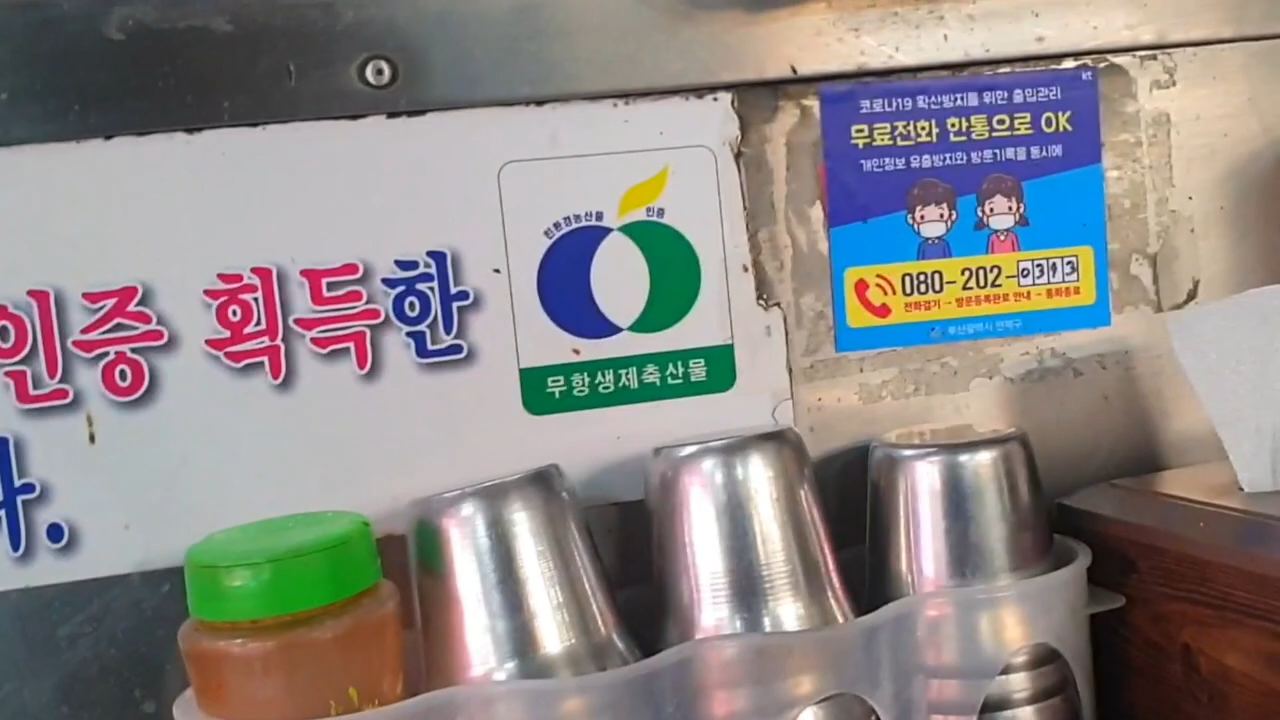 인증 획득한
친환경농산물 인증
무항생제축산물
kt
코로나19 확산방지를 위한 출입관리
무료전화 한통으로 OK
개인정보 유출방지와 방문기록을 동시에
080-202-0393
전화걸기 → 방문등록완료 안내 → 통화종료
부산광역시 연제구